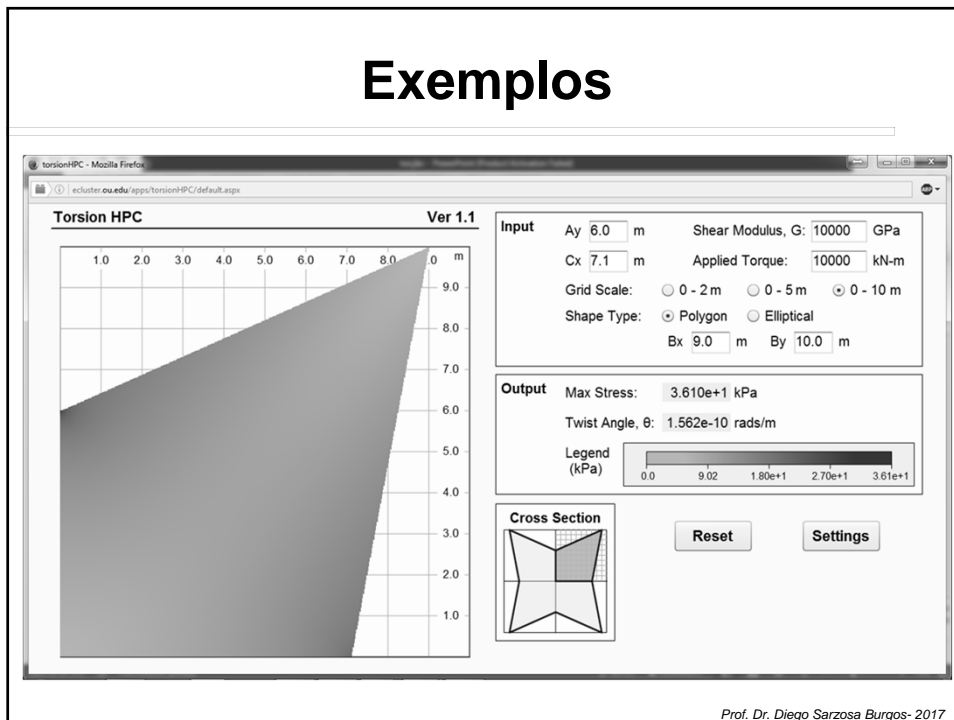 Exemplos
torsionHPC - Mozilla Firefox
ecluster.ou.edu/apps/torsionHPC/default.aspx
ABP
Torsion HPC Ver 1.1
1.0 2.0 3.0 4.0 5.0 6.0 7.0 8.0 .0 m
9.0
8.0
7.0
6.0
5.0
4.0
3.0
2.0
1.0
Input
Ay 6.0 m Shear Modulus, G: 10000 GPa
Cx 7.1 m Applied Torque: 10000 kN-m
Grid Scale: 0 - 2 m 0 - 5 m 0 - 10 m
Shape Type: Polygon Elliptical
Bx 9.0 m By 10.0 m
Output
Max Stress: 3.610e+1 kPa
Twist Angle, θ: 1.562e-10 rads/m
Legend
(kPa)
0.0 9.02 1.80e+1 2.70e+1 3.61e+1
Cross Section
Reset Settings
Prof. Dr. Diego Sarzosa Burgos- 2017